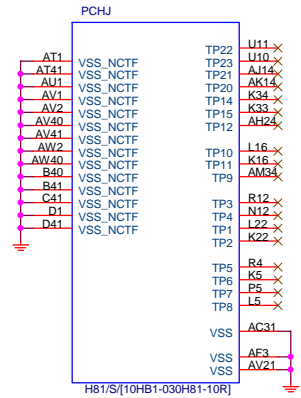 PCHJ
AT1 VSS_NCTF
AT41 VSS_NCTF
AU1 VSS_NCTF
AV1 VSS_NCTF
AV2 VSS_NCTF
AV40 VSS_NCTF
AV41 VSS_NCTF
AW2 VSS_NCTF
AW40 VSS_NCTF
B40 VSS_NCTF
B41 VSS_NCTF
C41 VSS_NCTF
D1 VSS_NCTF
D41 VSS_NCTF
TP22 U11
TP23 U10
TP21 AJ14
TP20 AK14
TP14 K34
TP15 K33
TP12 AH24
TP10 L16
TP11 K16
TP9 AM34
TP3 R12
TP4 N12
TP1 L22
TP2 K22
TP5 R4
TP6 K5
TP7 P5
TP8 L5
VSS AC31
VSS AF3
VSS AV21
H81/S/[10HB1-030H81-10R]